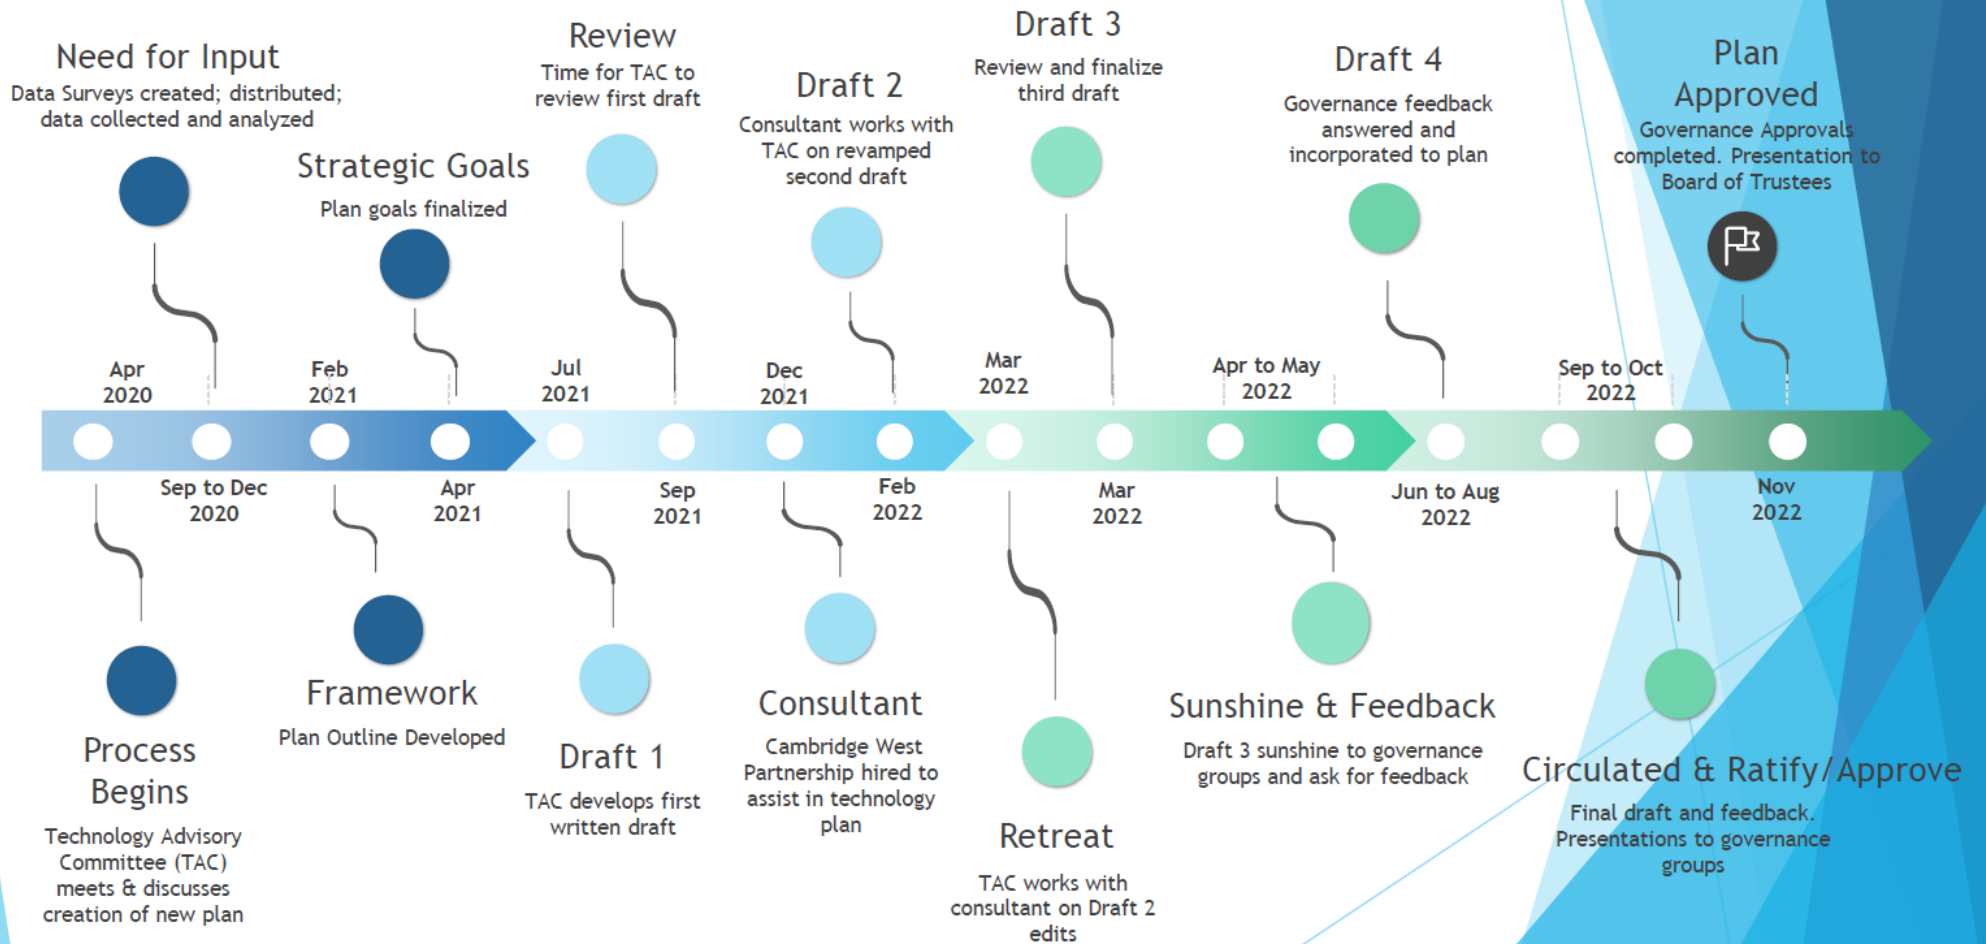 Need for Input
Data Surveys created; distributed;
data collected and analyzed
Strategic Goals
Plan goals finalized
Review
Time for TAC to
review first draft
Draft 2
Consultant works with
TAC on revamped
second draft
Draft 3
Review and finalize
third draft
Draft 4
Governance feedback
answered and
incorporated to plan
Plan
Approved
Governance Approvals
completed. Presentation to
Board of Trustees
Apr
2020
Feb
2021
Jul
2021
Dec
2021
Mar
2022
Apr to May
2022
Sep to Oct
2022
Sep to Dec
2020
Apr
2021
Sep
2021
Feb
2022
Mar
2022
Jun to Aug
2022
Nov
2022
Process
Begins
Technology Advisory
Committee (TAC)
meets & discusses
creation of new plan
Framework
Plan Outline Developed
Draft 1
TAC develops first
written draft
Consultant
Cambridge West
Partnership hired to
assist in technology
plan
Retreat
TAC works with
consultant on Draft 2
edits
Sunshine & Feedback
Draft 3 sunshine to governance
groups and ask for feedback
Circulated & Ratify/Approve
Final draft and feedback.
Presentations to governance
groups